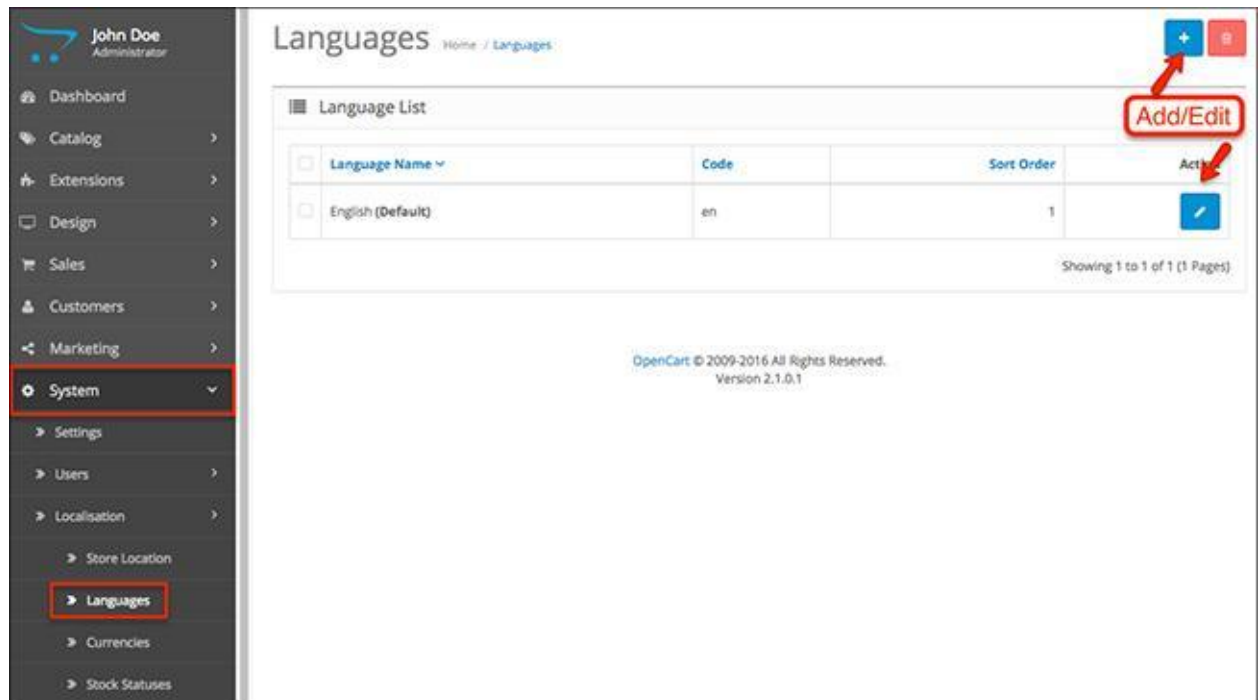 John Doe
Administrator
Dashboard
Catalog
Extensions
Design
Sales
Customers
Marketing
System
Settings
Users
Localisation
Store Location
Languages
Currencies
Stock Statuses
Languages Home / Languages
Add/Edit
Language List
Language Name Code Sort Order
English (Default) en 1
Showing 1 to 1 of 1 (1 Pages)
OpenCart © 2009-2016 All Rights Reserved.
Version 2.1.0.1